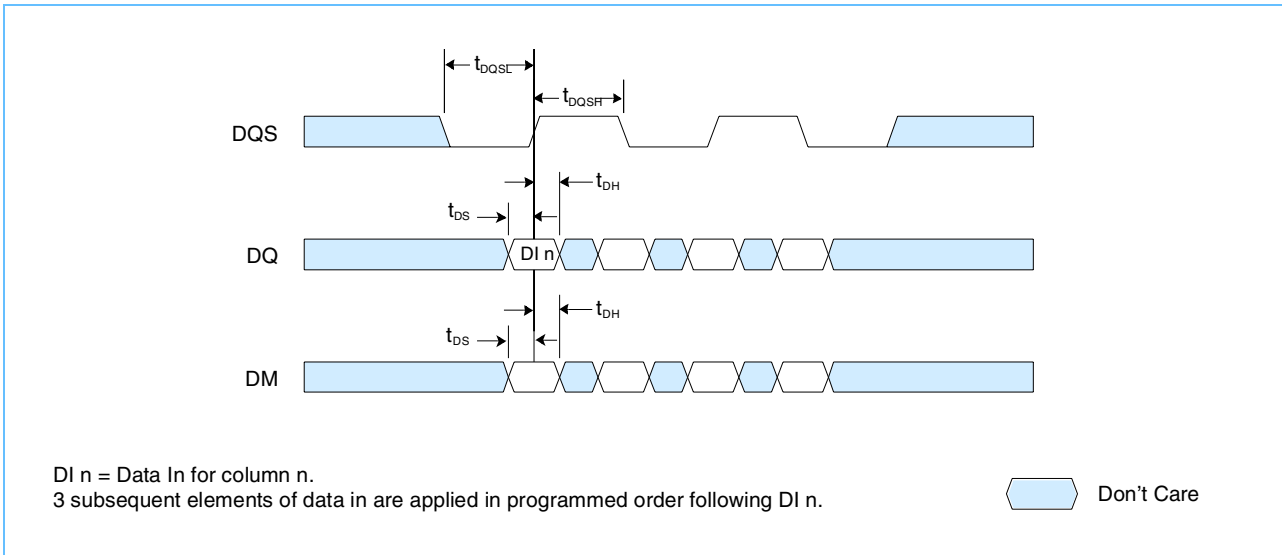 tDQSL
tDQSH
DQS
tDH
tDS
DQ
DI n
tDH
tDS
DM
DI n = Data In for column n.
3 subsequent elements of data in are applied in programmed order following DI n.
Don't Care